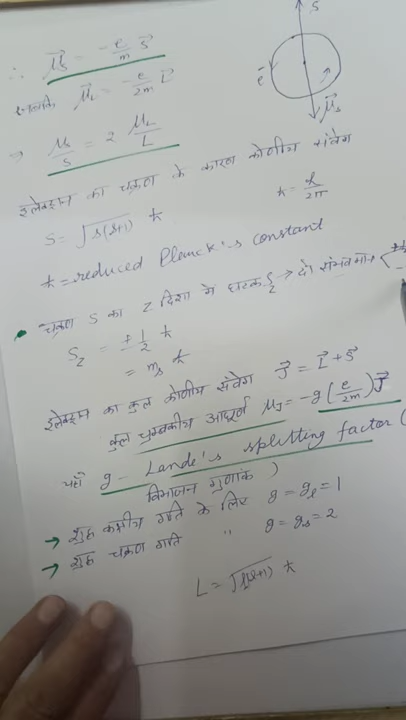 ∴ μ⃗s = -e/m S⃗
जबकि μ⃗L = -e/2m L⃗
⇒ μs/S = 2 μL/L
S
e⁻
μ⃗s
इलेक्ट्रान का चक्रण के कारण कोणीय संवेग
S = √s(s+1) ħ
ħ = h/2π
ħ = reduced Planck's constant
चक्रण S का Z दिशा मे घटक Sz → दो संभव मान
Sz = ±1/2 ħ
= ms ħ
इलेक्ट्रान का कुल कोणीय संवेग J⃗ = L⃗ + S⃗
कुल चुम्बकीय आघूर्ण μJ = -g(e/2m)J⃗
यहाँ g - Lande's splitting factor (
विभाजन गुणांक )
→ शुद्ध कक्षीय गति के लिए g = gl = 1
→ शुद्ध चक्रण गति " g = gs = 2
L = √l(l+1) ħ